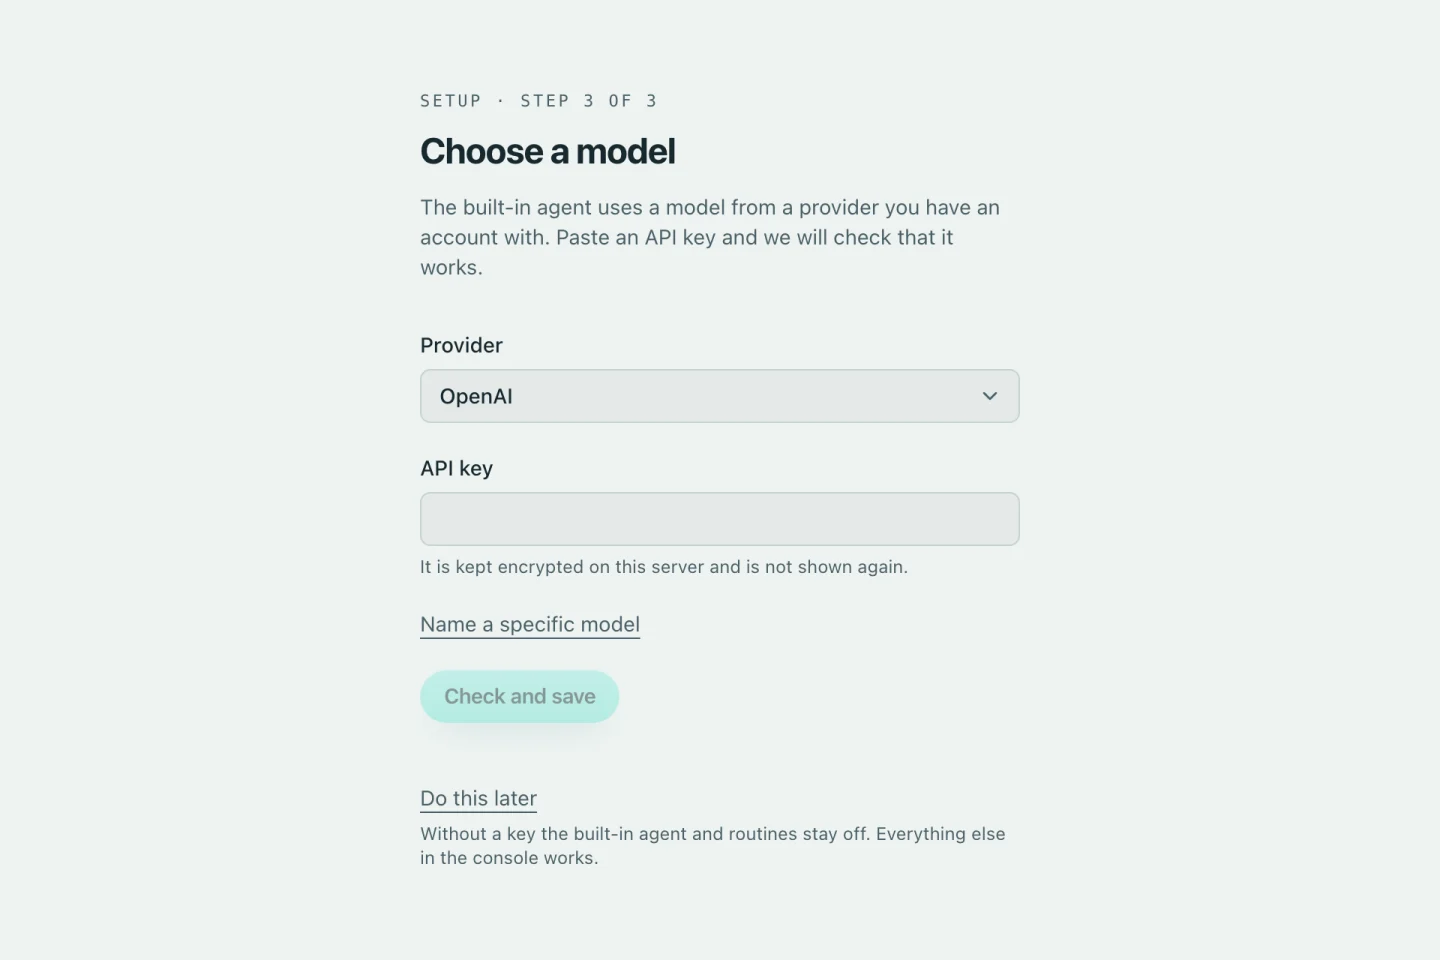 SETUP · STEP 3 OF 3
Choose a model
The built-in agent uses a model from a provider you have an
account with. Paste an API key and we will check that it
works.
Provider
OpenAI
API key
It is kept encrypted on this server and is not shown again.
Name a specific model
Check and save
Do this later
Without a key the built-in agent and routines stay off. Everything else
in the console works.